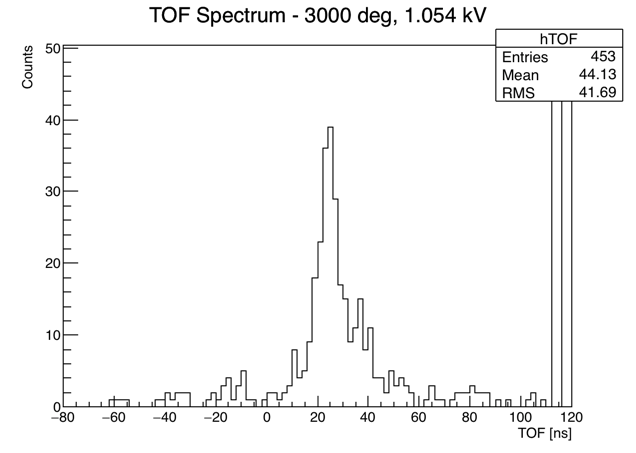 TOF Spectrum - 3000 deg, 1.054 kV
hTOF
Entries 453
Mean 44.13
RMS 41.69
Counts
50
40
30
20
10
0
−80 −60 −40 −20 0 20 40 60 80 100 120
TOF [ns]